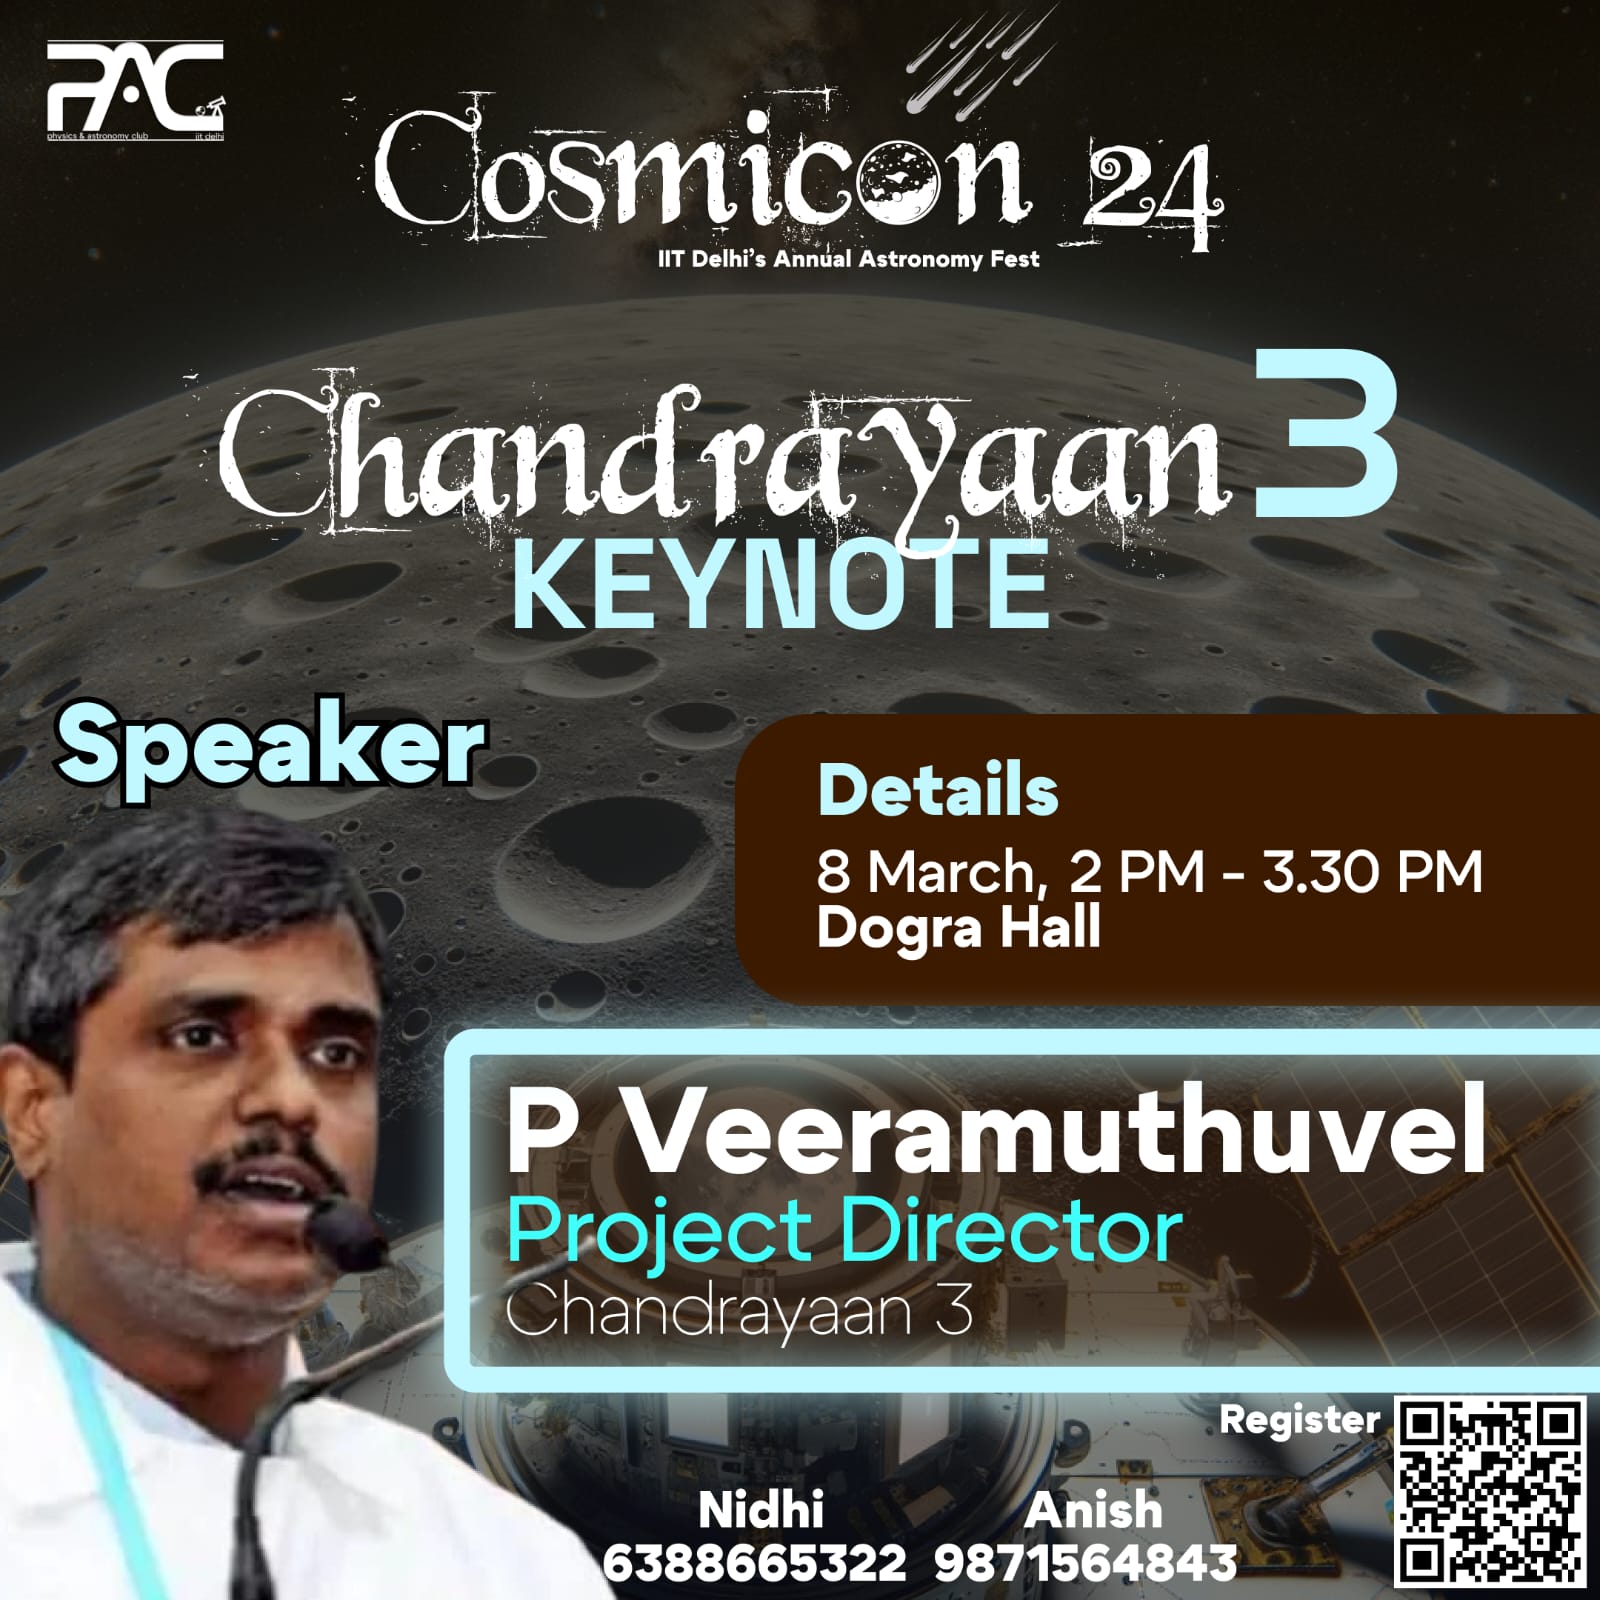 PAC
physics & astronomy club iit delhi
Cosmicon 24
IIT Delhi's Annual Astronomy Fest
Chandrayaan 3
KEYNOTE
Speaker
Details
8 March, 2 PM - 3.30 PM
Dogra Hall
P Veeramuthuvel
Project Director
Chandrayaan 3
Register
Nidhi Anish
6388665322 9871564843